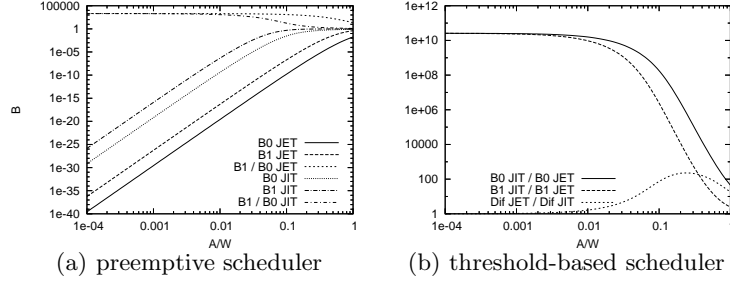 100000
1
1e-05
1e-10
1e-15
1e-20
1e-25
1e-30
1e-35
1e-40
B
1e-04
0.001
0.01
0.1
1
A/W
B0 JET
B1 JET
B1 / B0 JET
B0 JIT
B1 JIT
B1 / B0 JIT
(a) preemptive scheduler
1e+10
1e+08
1e+06
10000
100
1
1e-04
0.001
0.01
0.1
1
A/W
B0 JIT / B0 JET
B1 JIT / B1 JET
Dif JET / Dif JIT
(b) threshold-based scheduler